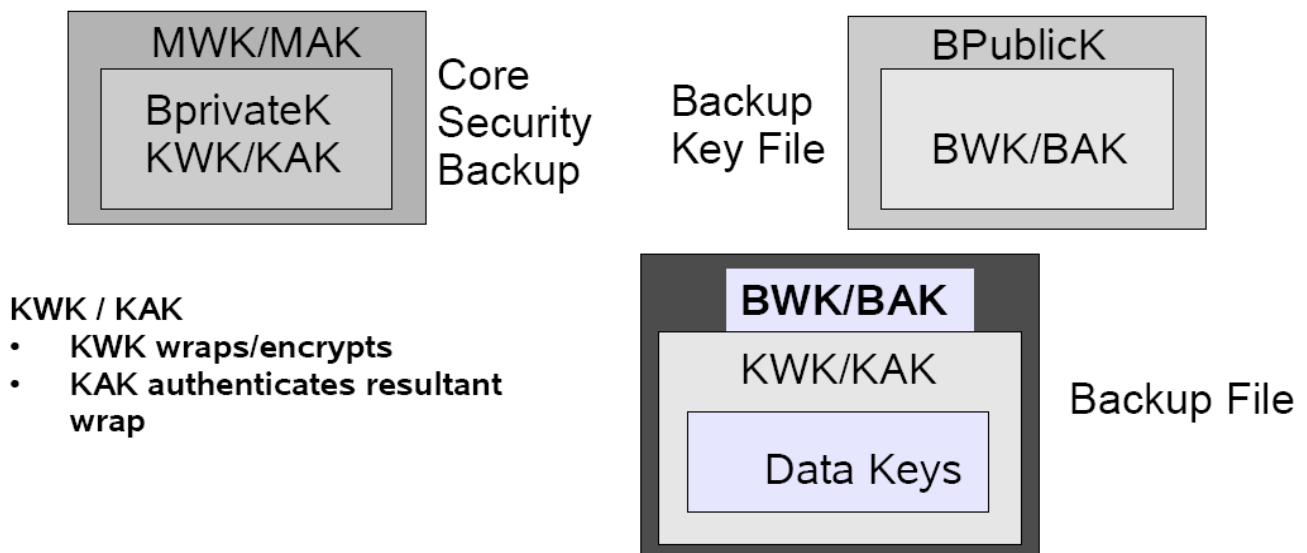 MWK/MAK
BprivateK
KWK/KAK
Core
Security
Backup
Backup
Key File
BPublicK
BWK/BAK
KWK / KAK
• KWK wraps/encrypts
• KAK authenticates resultant
wrap
BWK/BAK
KWK/KAK
Data Keys
Backup File